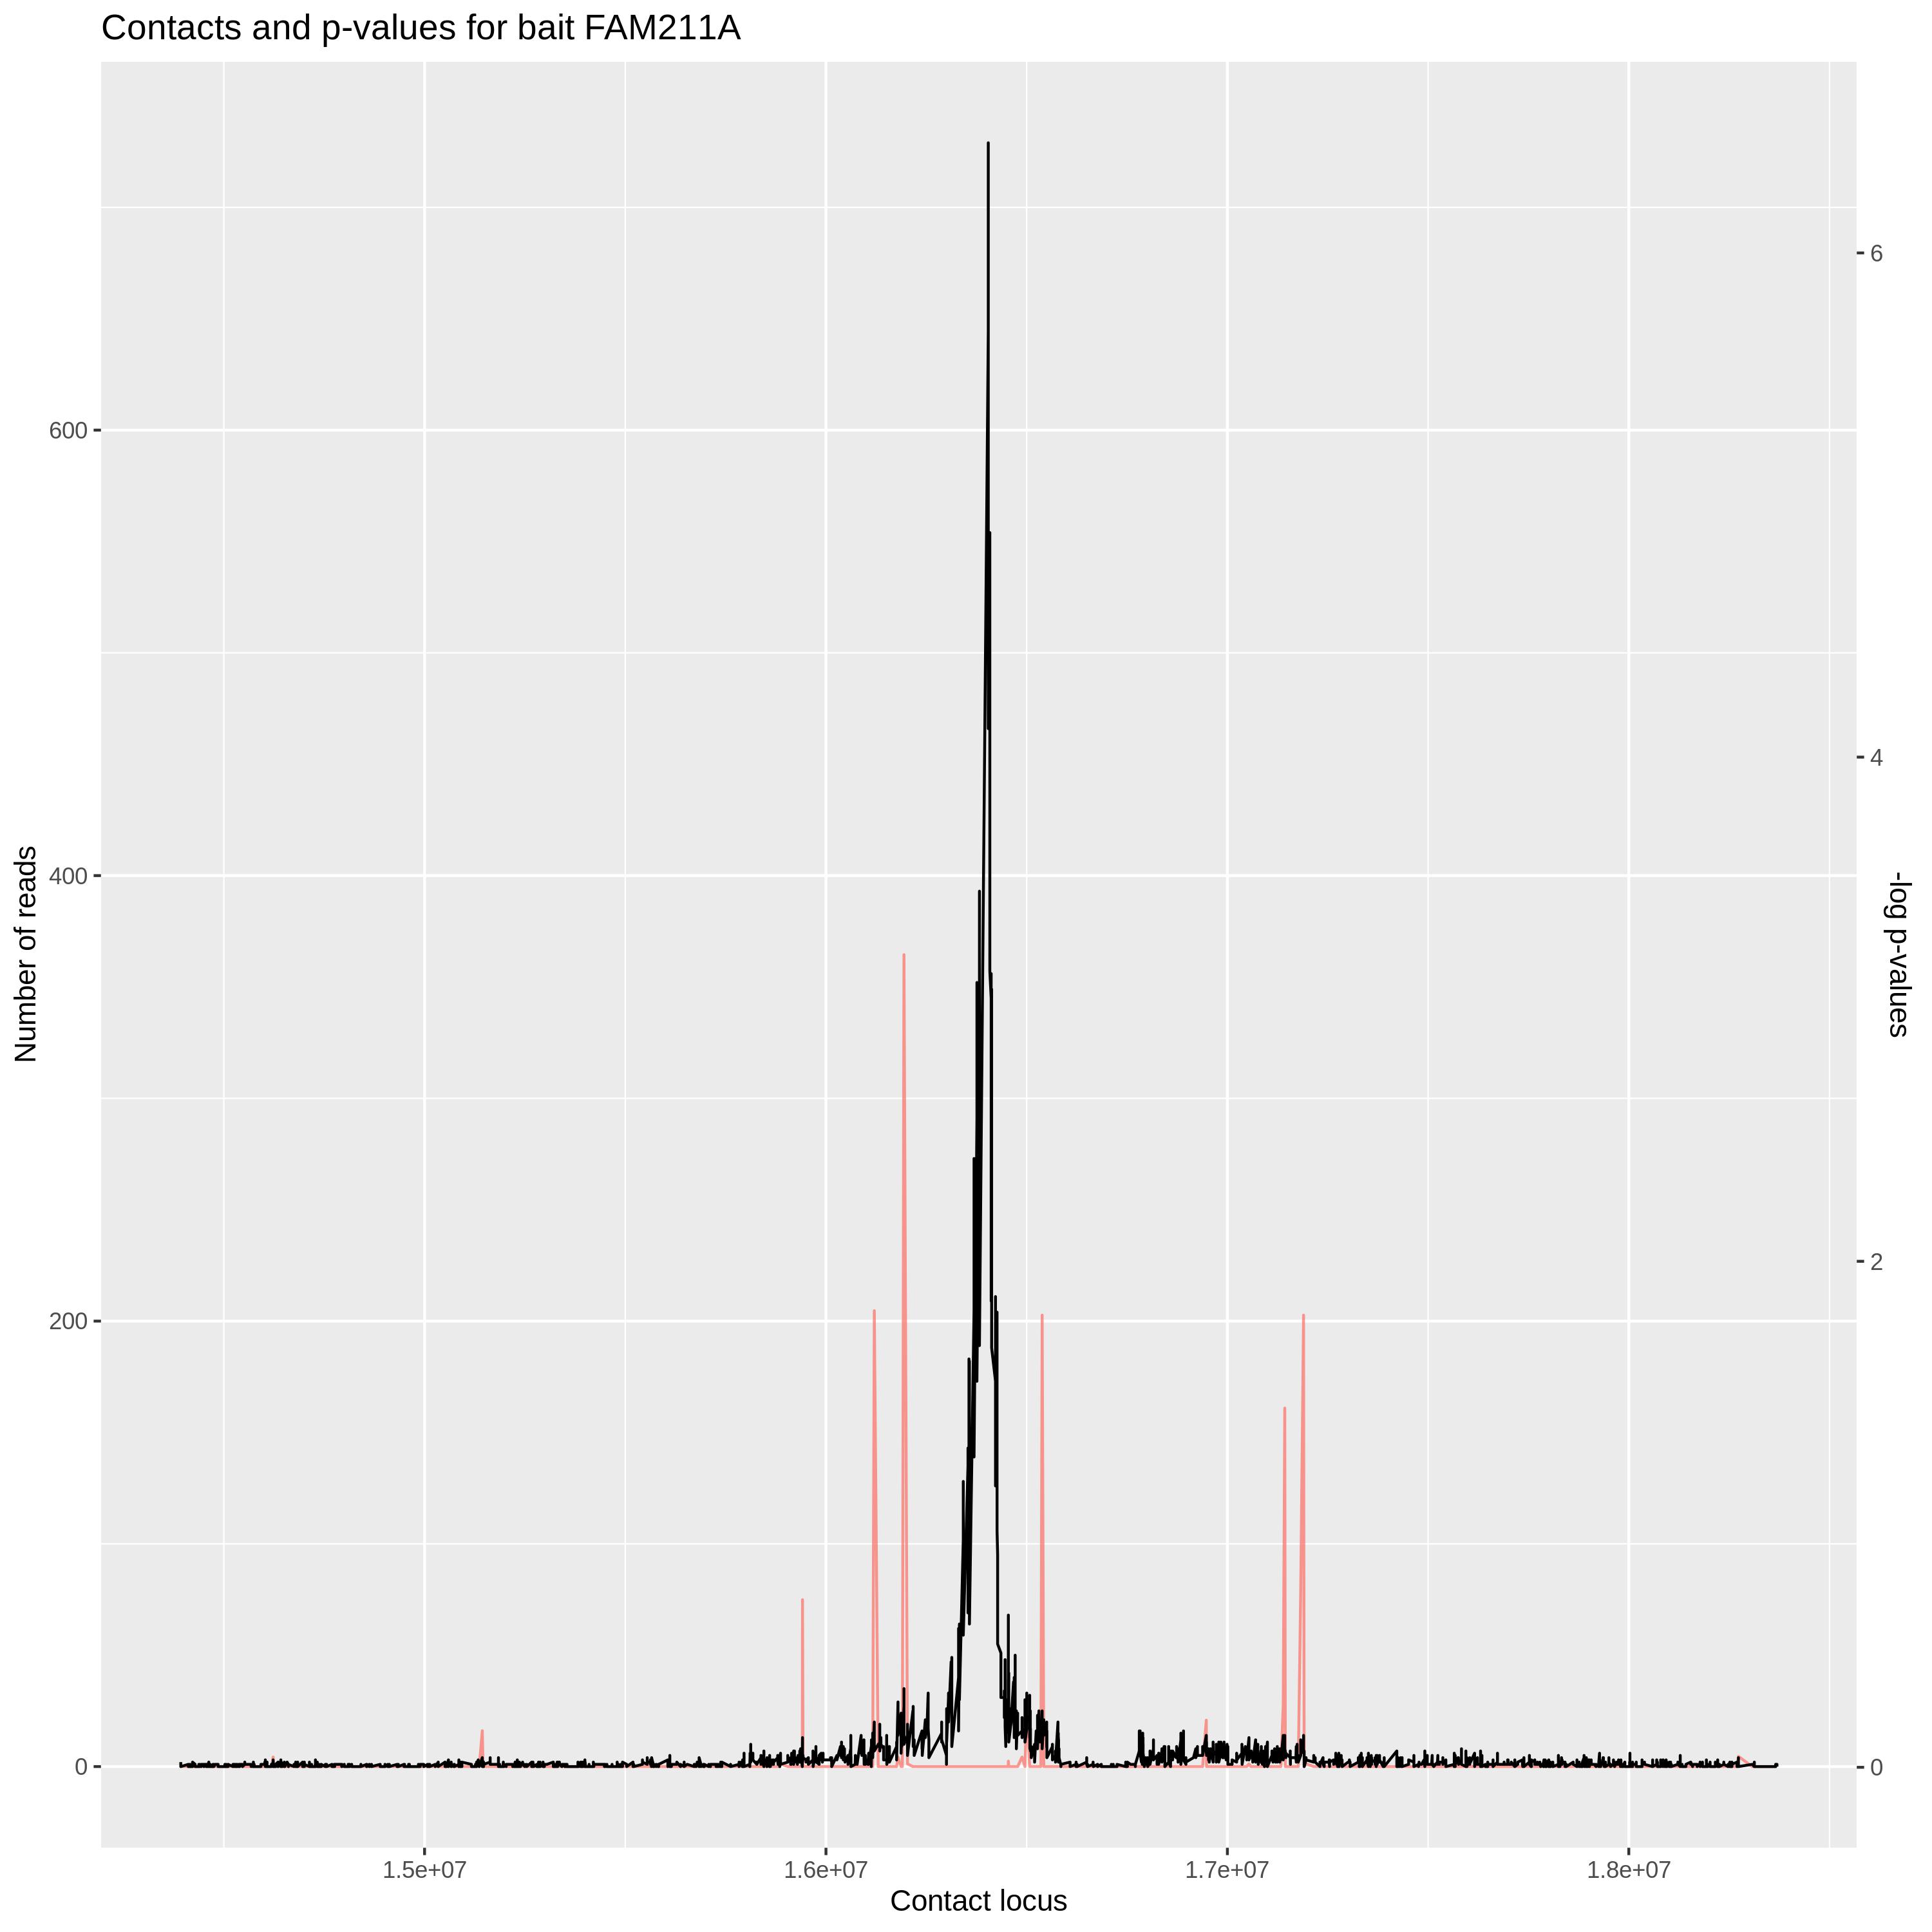 Contacts and p-values for bait FAM211A
600
400
200
0
6
4
2
0
Number of reads
-log p-values
1.5e+07
1.6e+07
1.7e+07
1.8e+07
Contact locus